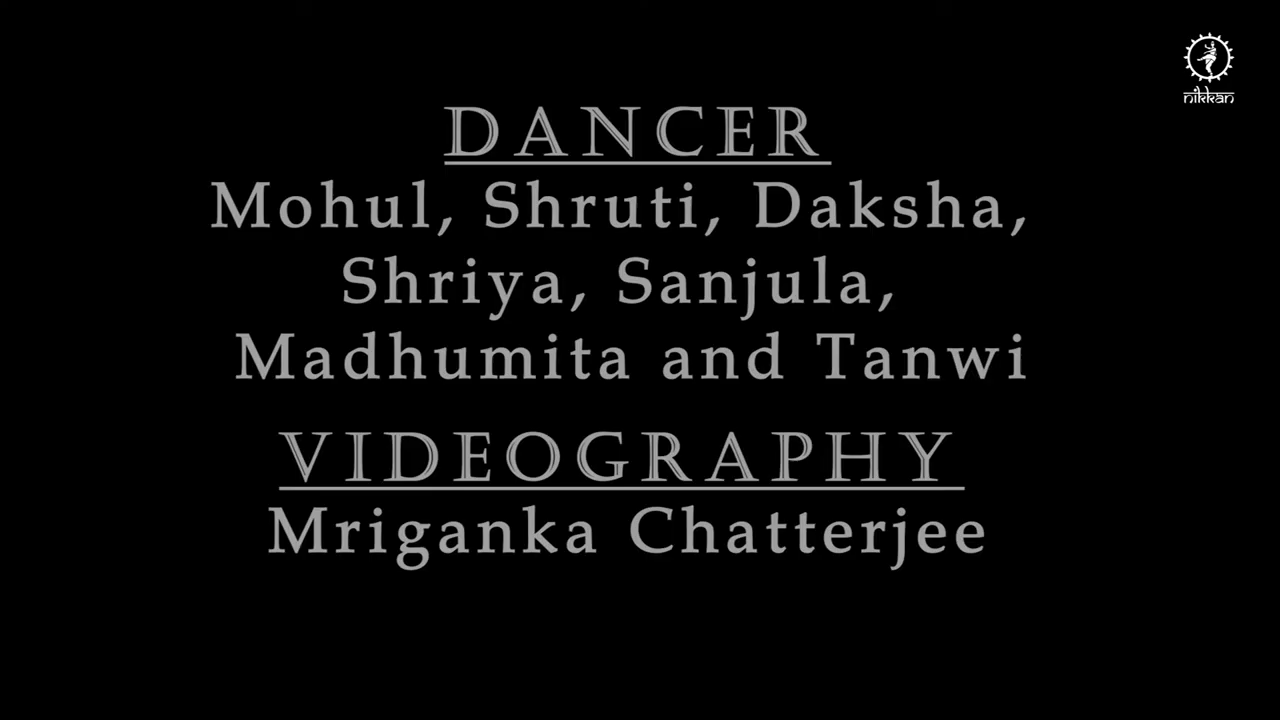 nikkan
DANCER
Mohul, Shruti, Daksha,
Shriya, Sanjula,
Madhumita and Tanwi
VIDEOGRAPHY
Mriganka Chatterjee